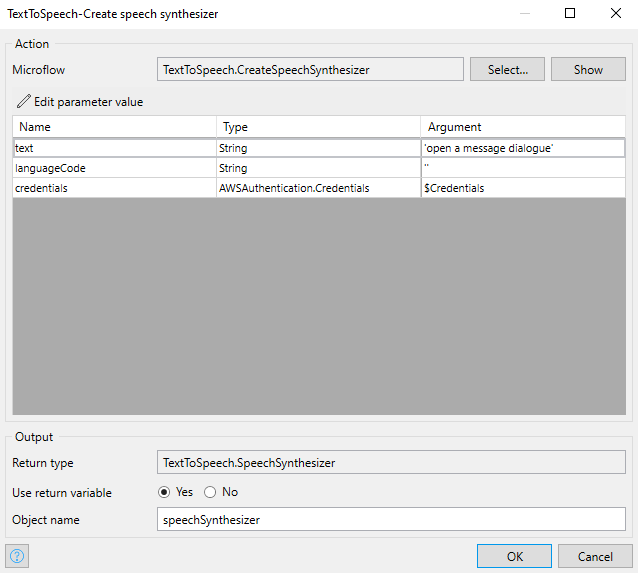 TextToSpeech-Create speech synthesizer
Action
Microflow TextToSpeech.CreateSpeechSynthesizer Select... Show
Edit parameter value
Name Type Argument
text String 'open a message dialogue'
languageCode String ''
credentials AWSAuthentication.Credentials $Credentials
Output
Return type TextToSpeech.SpeechSynthesizer
Use return variable Yes No
Object name speechSynthesizer
? OK Cancel